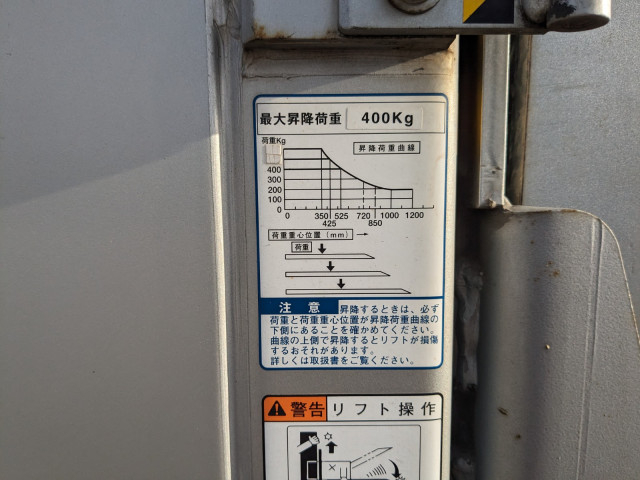 最大昇降荷重 400Kg
荷重Kg
昇降荷重曲線
400
300
200
100
0 350 525 720 1000 1200
425 850
荷重重心位置（mm）→
荷重
注意 昇降するときは、必ず
荷重と荷重重心位置が昇降荷重曲線の
下側にあることを確かめてください。
曲線の上側で昇降するとリフトが損傷
するおそれがあります。
詳しくは取扱書をご覧ください。
警告 リフト操作